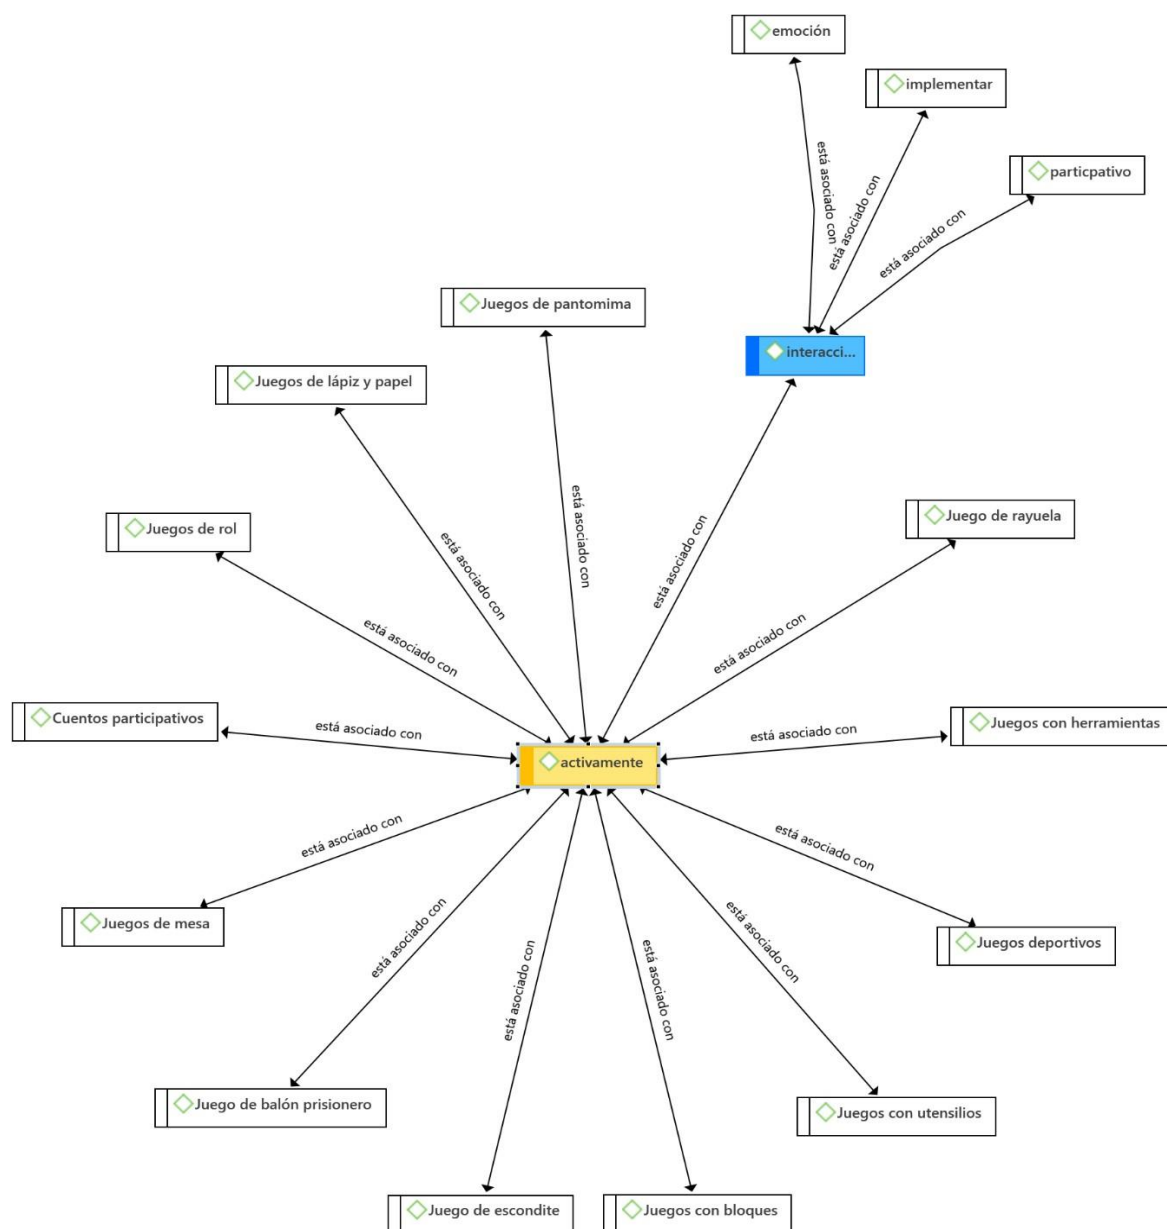 emoción
implementar
particpativo
está asociado con
está asociado con
está asociado con
Juegos de pantomima
interacci...
Juegos de lápiz y papel
Juegos de rol
Juego de rayuela
está asociado con
está asociado con
está asociado con
está asociado con
está asociado con
Cuentos participativos
está asociado con
activamente
está asociado con
Juegos con herramientas
está asociado con
está asociado con
Juegos de mesa
está asociado con
está asociado con
está asociado con
está asociado con
Juegos deportivos
Juego de balón prisionero
Juegos con utensilios
Juego de escondite
Juegos con bloques